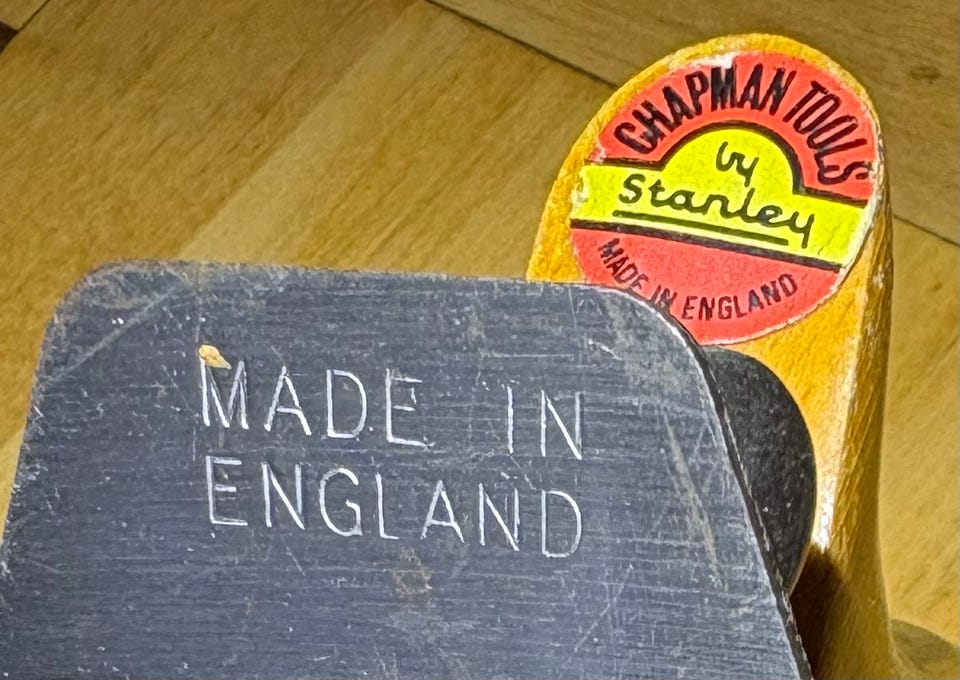 CHAPMAN TOOLS
by
Stanley
MADE IN ENGLAND
MADE IN
ENGLAND